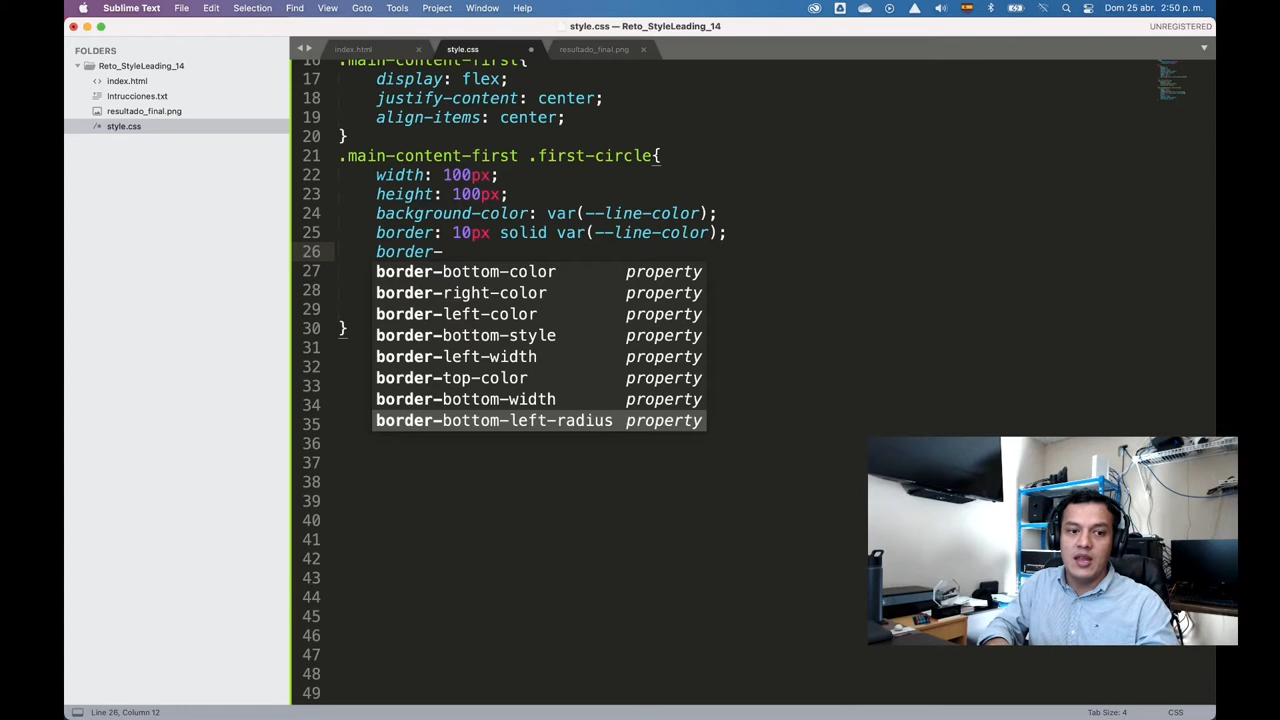 Sublime Text File Edit Selection Find View Goto Tools Project Window Help
Dom 25 abr. 2:50 p. m.
style.css — Reto_StyleLeading_14
UNREGISTERED
FOLDERS
Reto_StyleLeading_14
index.html
Intrucciones.txt
resultado_final.png
style.css
index.html
style.css
resultado_final.png
16 .main-content-first{
17 display: flex;
18 justify-content: center;
19 align-items: center;
20 }
21 .main-content-first .first-circle{
22 width: 100px;
23 height: 100px;
24 background-color: var(--line-color);
25 border: 10px solid var(--line-color);
26 border-
27
28
29
30 }
31
32
33
34
35
36
37
38
39
40
41
42
43
44
45
46
47
48
49
border-bottom-color property
border-right-color property
border-left-color property
border-bottom-style property
border-left-width property
border-top-color property
border-bottom-width property
border-bottom-left-radius property
Line 26, Column 12
Tab Size: 4
CSS